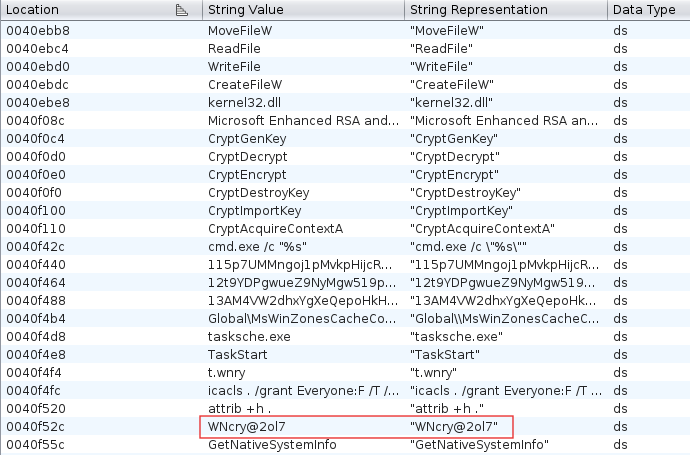 Location String Value String Representation Data Type
0040ebb8 MoveFileW "MoveFileW" ds
0040ebc4 ReadFile "ReadFile" ds
0040ebd0 WriteFile "WriteFile" ds
0040ebdc CreateFileW "CreateFileW" ds
0040ebe8 kernel32.dll "kernel32.dll" ds
0040f08c Microsoft Enhanced RSA and... "Microsoft Enhanced RSA an... ds
0040f0c4 CryptGenKey "CryptGenKey" ds
0040f0d0 CryptDecrypt "CryptDecrypt" ds
0040f0e0 CryptEncrypt "CryptEncrypt" ds
0040f0f0 CryptDestroyKey "CryptDestroyKey" ds
0040f100 CryptImportKey "CryptImportKey" ds
0040f110 CryptAcquireContextA "CryptAcquireContextA" ds
0040f42c cmd.exe /c "%s" "cmd.exe /c \"%s\"" ds
0040f440 115p7UMMngoj1pMvkpHijcR... "115p7UMMngoj1pMvkpHijcR... ds
0040f464 12t9YDPgwueZ9NyMgw519p... "12t9YDPgwueZ9NyMgw519p... ds
0040f488 13AM4VW2dhxYgXeQepoHkH... "13AM4VW2dhxYgXeQepoHkH... ds
0040f4b4 Global\MsWinZonesCacheCo... "Global\\MsWinZonesCacheCo... ds
0040f4d8 tasksche.exe "tasksche.exe" ds
0040f4e8 TaskStart "TaskStart" ds
0040f4f4 t.wnry "t.wnry" ds
0040f4fc icacls . /grant Everyone:F /T /... "icacls . /grant Everyone:F /T ... ds
0040f520 attrib +h . "attrib +h ." ds
0040f52c WNcry@2ol7 "WNcry@2ol7" ds
0040f55c GetNativeSystemInfo "GetNativeSystemInfo" ds